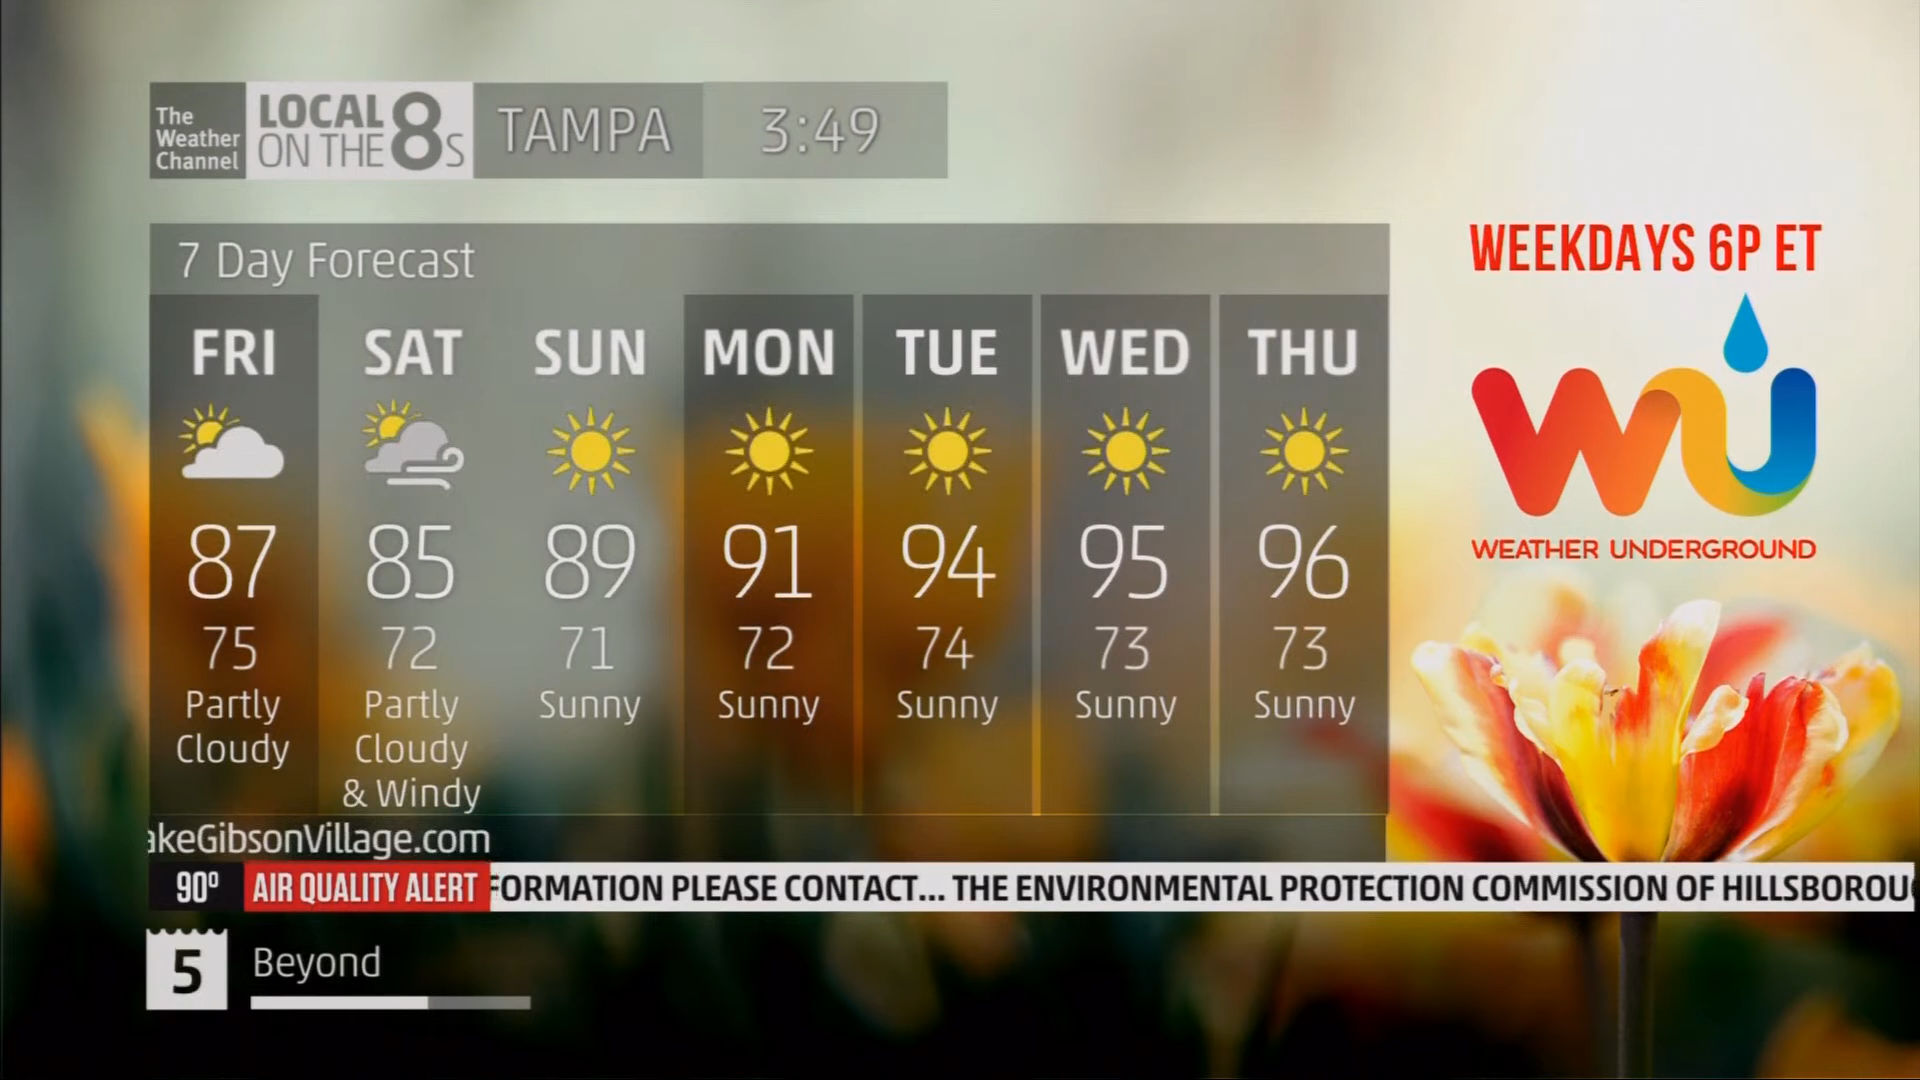 The
Weather
Channel
LOCAL
ON THE 8s
TAMPA
3:49
7 Day Forecast
FRI SAT SUN MON TUE WED THU
87 85 89 91 94 95 96
75 72 71 72 74 73 73
Partly Partly Sunny Sunny Sunny Sunny Sunny
Cloudy Cloudy
& Windy
WEEKDAYS 6P ET
WU
WEATHER UNDERGROUND
akeGibsonVillage.com
90° AIR QUALITY ALERT FORMATION PLEASE CONTACT... THE ENVIRONMENTAL PROTECTION COMMISSION OF HILLSBOROU
5 Beyond